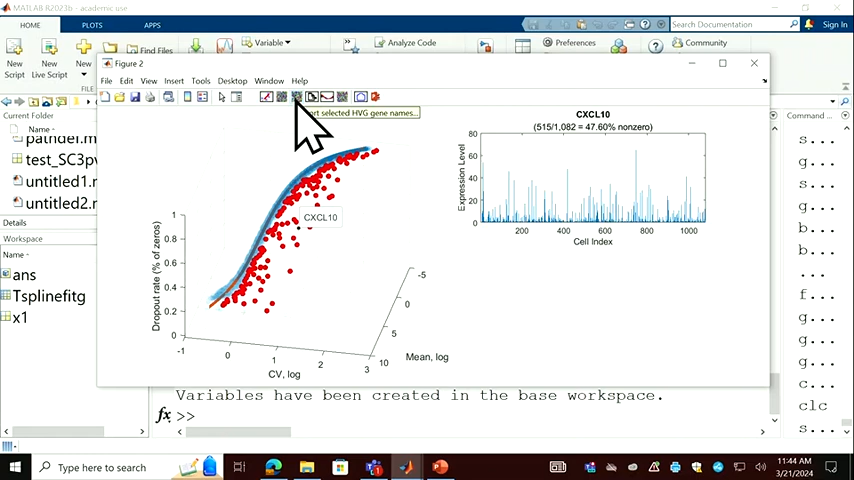 MATLAB R2023b - academic use
HOME PLOTS APPS
Search Documentation
Sign In
New Script
New Live Script
New
Find Files
Variable
Analyze Code
Preferences
Community
FILE
Figure 2
File Edit View Insert Tools Desktop Window Help
ort selected HVG gene names...
Name
pathdef.m
test_SC3pv
untitled1.r
untitled2.r
Details
Workspace
Name
ans
Tsplinefitg
x1
Dropout rate (% of zeros)
1
0.8
0.6
0.4
0.2
0
-1
0
1
2
3
CV, log
-5
0
5
10
Mean, log
CXCL10
CXCL10
(515/1,082 = 47.60% nonzero)
Expression Level
80
60
40
20
0
200 400 600 800 1000
Cell Index
Command ...
s...
g...
s...
g...
b...
b...
...
f...
g...
g...
g...
c...
clc
s...
Variables have been created in the base workspace.
fx >>
Type here to search
11:44 AM
3/21/2024